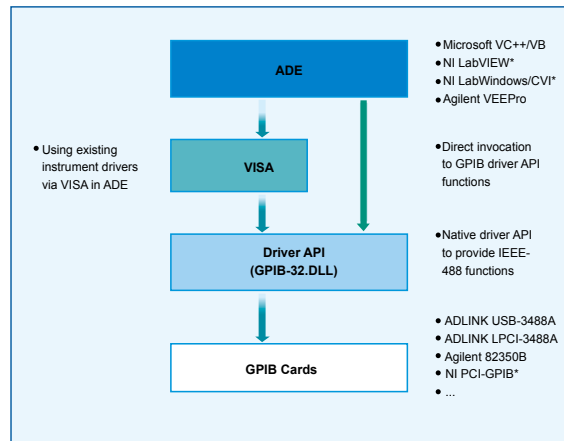 ADE
• Microsoft VC++/VB
• NI LabVIEW*
• NI LabWindows/CVI*
• Agilent VEEPro
• Using existing
instrument drivers
via VISA in ADE
VISA
•Direct invocation
to GPIB driver API
functions
Driver API
(GPIB-32.DLL)
•Native driver API
to provide IEEE-
488 functions
GPIB Cards
• ADLINK USB-3488A
• ADLINK LPCI-3488A
• Agilent 82350B
• NI PCI-GPIB*
• ...